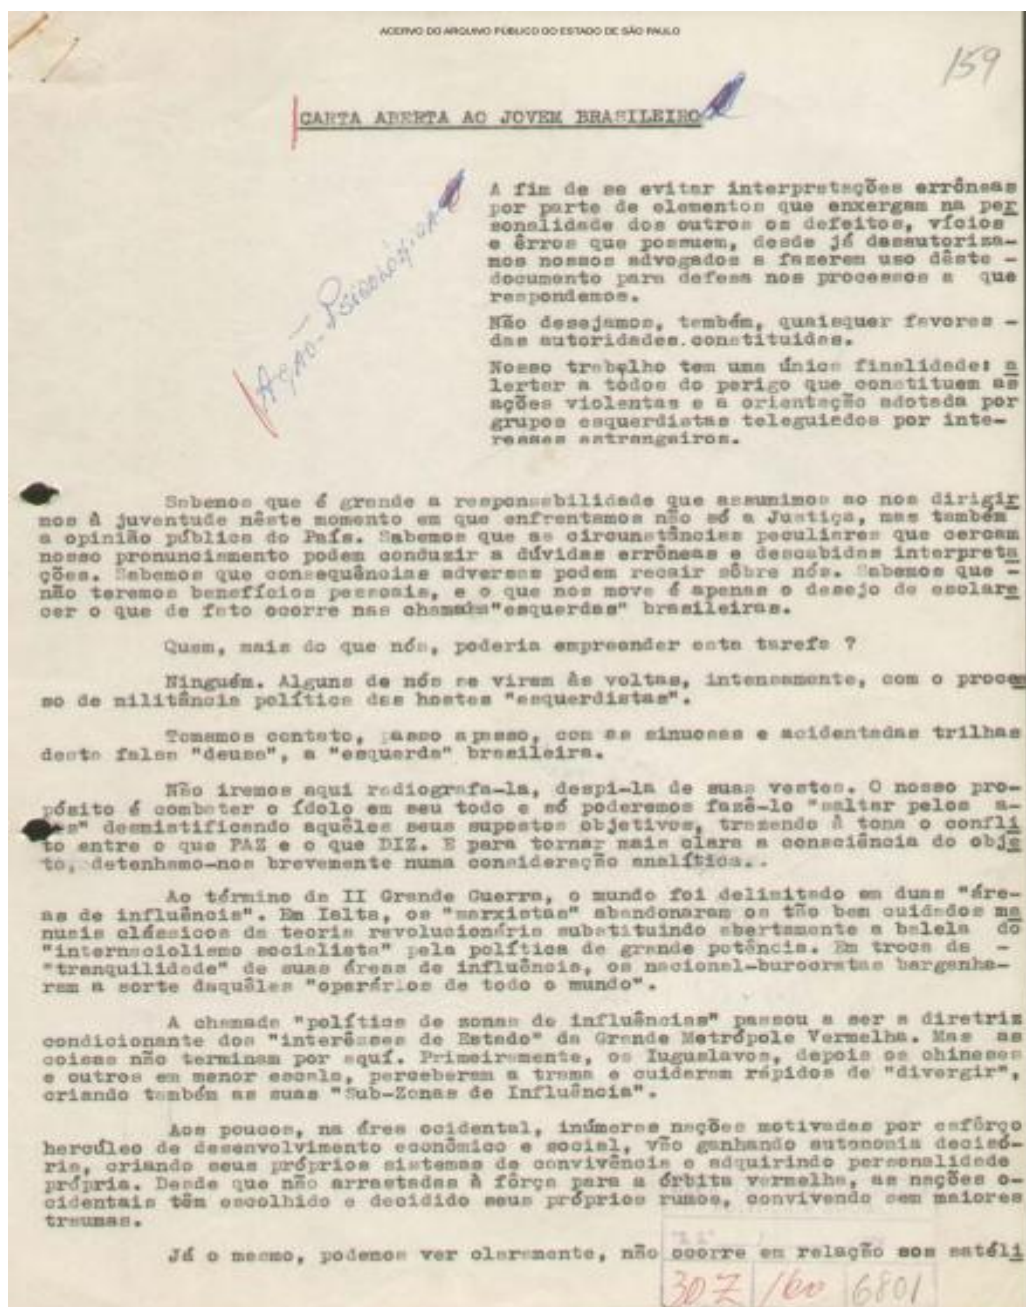 ACERVO DO ARQUIVO PÚBLICO DO ESTADO DE SÃO PAULO
159
CARTA ABERTA AO JOVEM BRASILEIRO
AÇÃO-PSICOLÓGICA
A fim de se evitar interpretações errôneas
por parte de elementos que enxergam na per
sonalidade dos outros os defeitos, vícios
e êrros que possuem, desde já desautoriza-
mos nossos advogados a fazerem uso dêste -
documento para defesa nos processos a que
respondemos.
Não desejamos, também, quaisquer favores -
das autoridades constituidas.
Nosso trabalho tem uma única finalidade: a
lertar a todos do perigo que constituem as
ações violentas e a orientação adotada por
grupos esquerdistas teleguiados por inte-
resses estrangeiros.
Sabemos que é grande a responsabilidade que assumimos ao nos dirigir
mos à juventude nêste momento em que enfrentamos não só a Justiça, mas também
a opinião pública do País. Sabemos que as circunstâncias peculiares que cercam
nosso pronunciamento podem conduzir a dúvidas errôneas e descabidas interpreta
ções. Sabemos que consequências adversas podem recair sôbre nós. Sabemos que -
não teremos benefícios pessoais, e o que nos move é apenas o desejo de esclare
cer o que de fato ocorre nas chamada "esquerdas" brasileiras.
Quem, mais do que nós, poderia empreender esta tarefa ?
Ninguém. Alguns de nós se viram às voltas, intensamente, com o proces
so de militância política das hostes "esquerdistas".
Tomamos contato, passo apasso, com as sinuosas e acidentadas trilhas
deste falso "deusa", a "esquerda" brasileira.
Não iremos aqui radiografa-la, despi-la de suas vestes. O nosso pro-
pósito é combater o ídolo em seu todo e só poderemos fazê-lo "saltar pelos a-
res" desmistificando aquêles seus supostos objetivos, trazendo à tona o confli
to entre o que FAZ e o que DIZ. E para tornar mais clara a consciência do obje
to, detenhamo-nos brevemente numa consideração analítica..
Ao término da II Grande Guerra, o mundo foi delimitado em duas "áre-
as de influência". Em Ialta, os "marxistas" abandonaram os tão bem cuidados ma
nuais clássicos da teoria revolucionária substituindo abertamente a balela do
"internaciolismo socialista" pela política de grande potência. Em troca da -
"tranquilidade" de suas áreas de influência, os nacional-burocratas barganha-
ram a sorte daquêles "operários de todo o mundo".
A chamada "política de zonas de influências" passou a ser a diretriz
condicionante dos "interêsses de Estado" da Grande Metrópole Vermelha. Mas as
coisas não terminam por aquí. Primeiramente, os Iuguslavos, depois os chineses
e outros em menor escala, perceberam a trama e cuidaram rápidos de "divergir",
criando também as suas "Sub-Zonas de Influência".
Aos poucos, na área ocidental, inúmeras nações motivadas por esfôrço
hercúleo de desenvolvimento econômico e social, vão ganhando autonomia decisó-
ria, criando seus próprios sistemas de convivência e adquirindo personalidade
própria. Desde que não arrastadas à fôrça para a órbita vermelha, as nações o-
cidentais têm escolhido e decidido seus próprios rumos, convivendo sem maiores
traumas.
Já o mesmo, podemos ver claramente, não ocorre em relação aos satéli
30 Z 160 6801